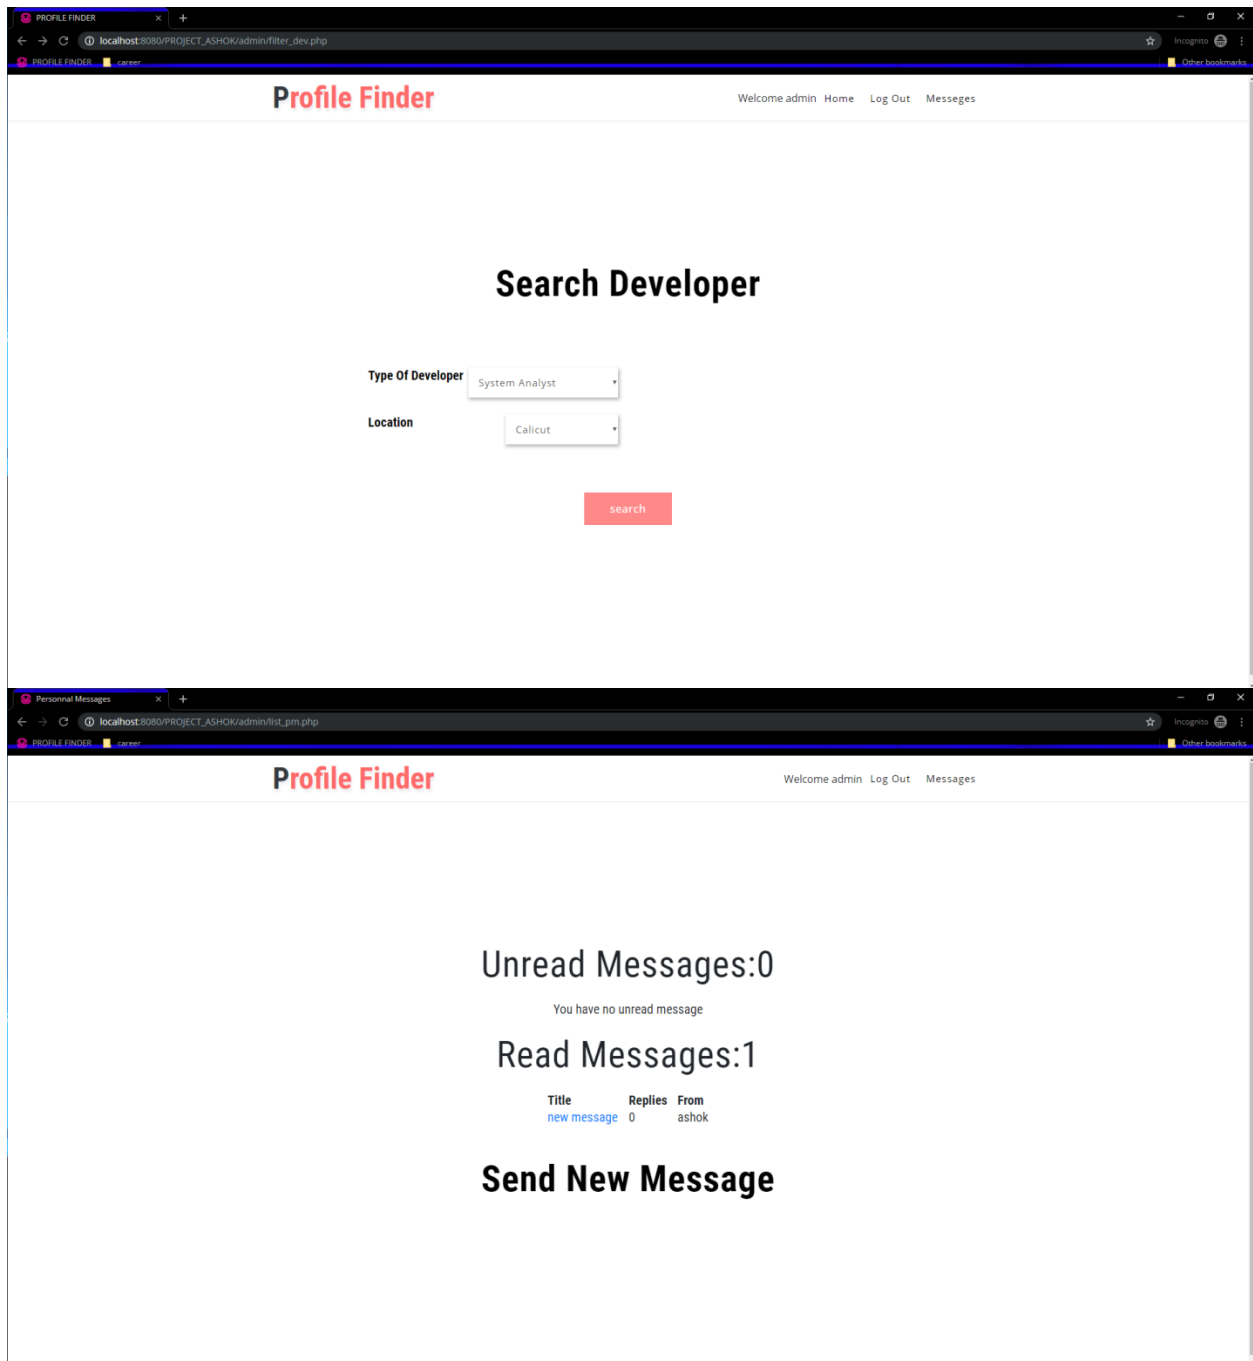 PROFILE FINDER
localhost:8080/PROJECT_ASHOK/admin/filter_dev.php
Incognito
PROFILE FINDER career Other bookmarks
Profile Finder Welcome admin Home Log Out Messeges
Search Developer
Type Of Developer System Analyst
Location Calicut
search
Personnal Messages
localhost:8080/PROJECT_ASHOK/admin/list_pm.php
Incognito
PROFILE FINDER career Other bookmarks
Profile Finder Welcome admin Log Out Messages
Unread Messages:0
You have no unread message
Read Messages:1
Title Replies From
new message 0 ashok
Send New Message